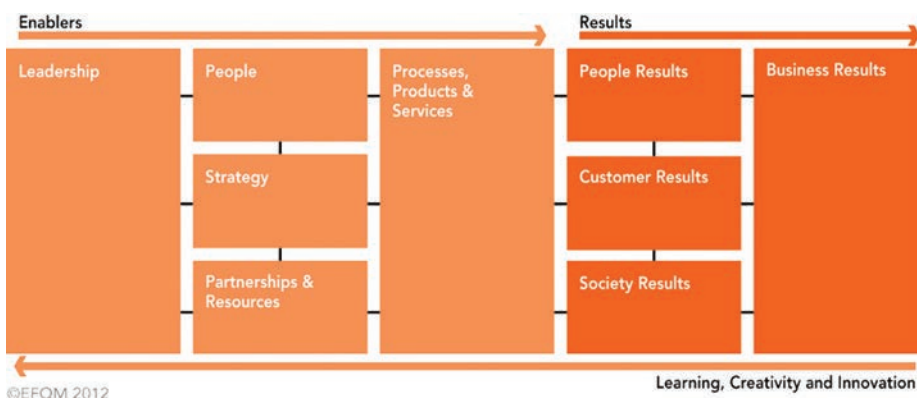 Enablers
Results
Leadership
People
Processes,
Products &
Services
People Results
Business Results
Strategy
Customer Results
Partnerships &
Resources
Society Results
Learning, Creativity and Innovation
©EFQM 2012